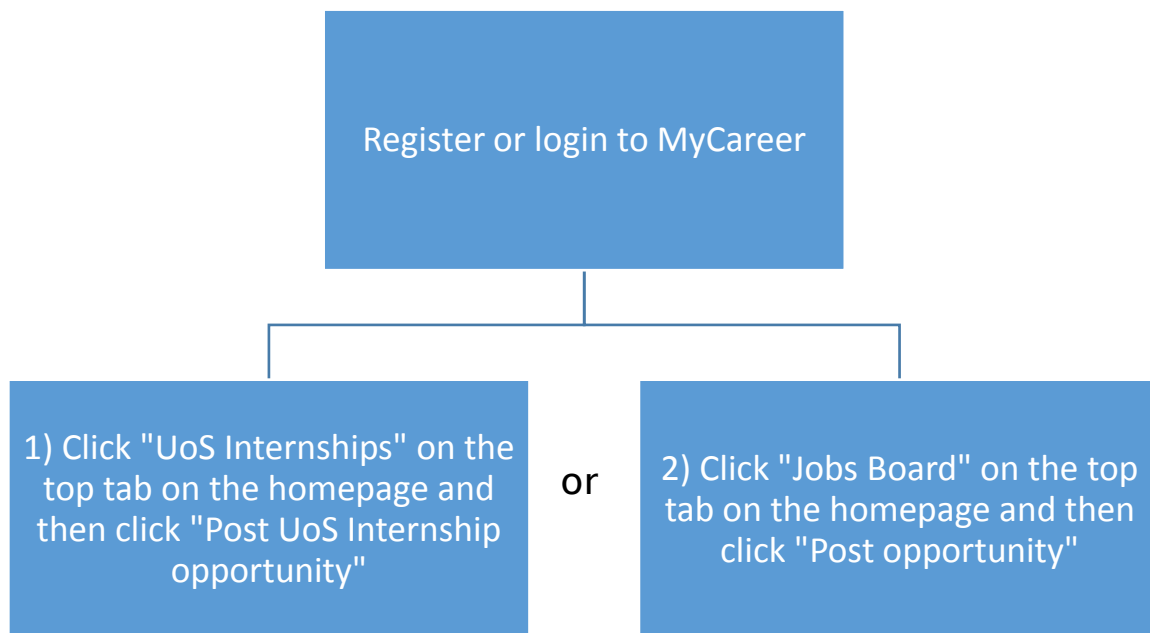 Register or login to MyCareer
1) Click "UoS Internships" on the
top tab on the homepage and
then click "Post UoS Internship
opportunity"
or
2) Click "Jobs Board" on the top
tab on the homepage and then
click "Post opportunity"